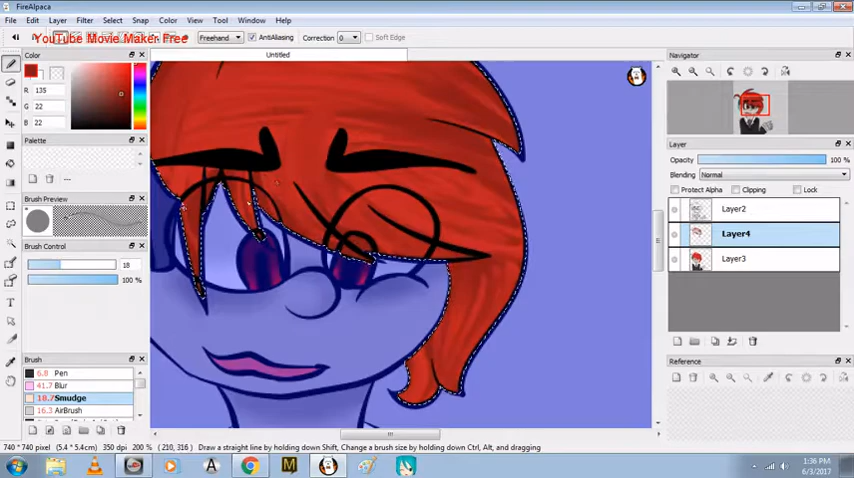 FireAlpaca
File Edit Layer Filter Select Snap Color View Tool Window Help
YouTube Movie Maker Free
Freehand AntiAliasing Correction 0 Soft Edge
Untitled
Color
R 135
G 22
B 22
Palette
Brush Preview
Brush Control
18
100 %
Brush
6.8 Pen
41.7 Blur
18.7 Smudge
16.3 AirBrush
Navigator
Layer
Opacity 100 %
Blending Normal
Protect Alpha Clipping Lock
Layer2
Layer4
Layer3
Reference
740 * 740 pixel (5.4 * 5.4cm) 350 dpi 200 % (210, 316) Draw a straight line by holding down Shift, Change a brush size by holding down Ctrl, Alt, and dragging
1:36 PM
6/3/2017